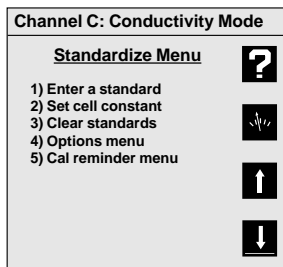 Channel C: Conductivity Mode
Standardize Menu
?
1) Enter a standard
2) Set cell constant
3) Clear standards
4) Options menu
5) Cal reminder menu